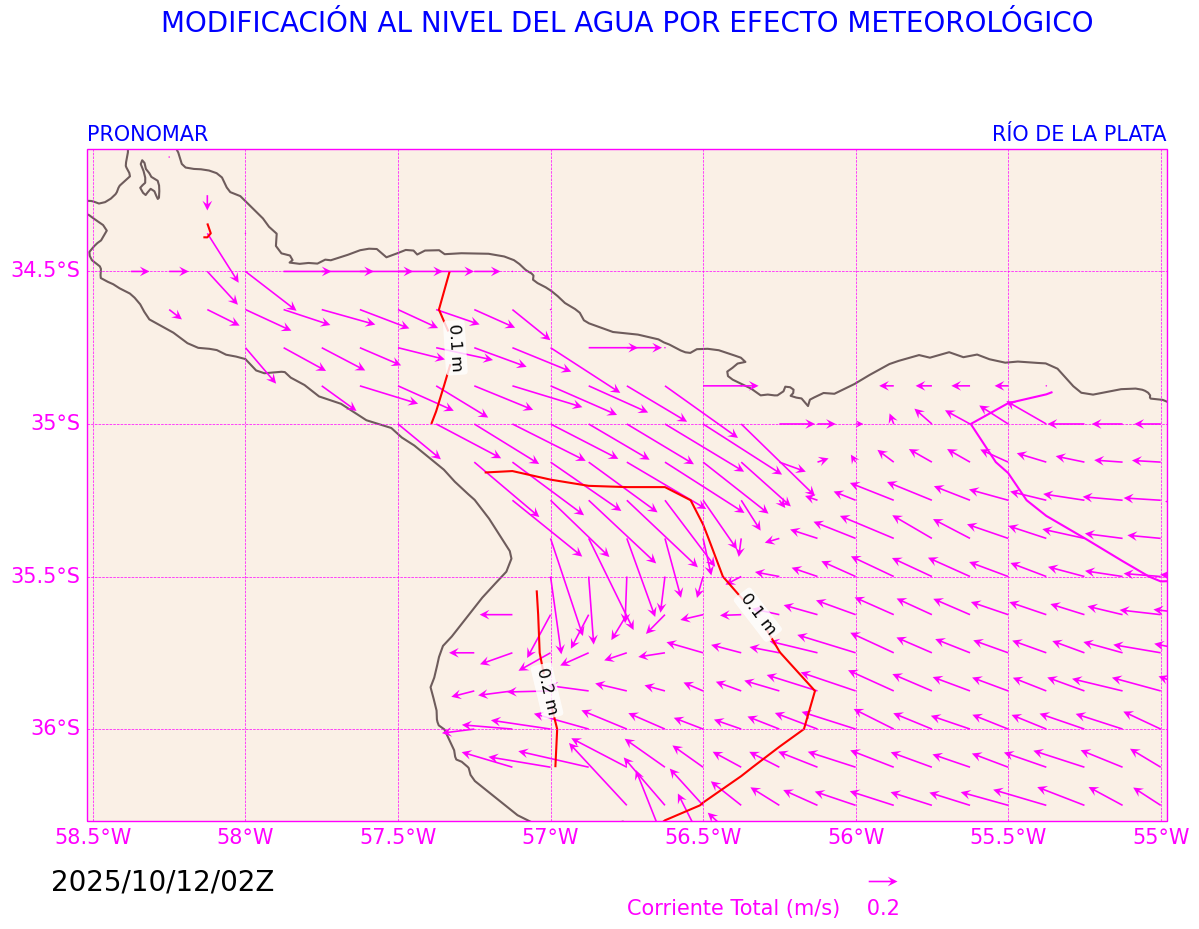 MODIFICACIÓN AL NIVEL DEL AGUA POR EFECTO METEOROLÓGICO
PRONOMAR
RÍO DE LA PLATA
34.5°S
0.1 m
35°S
35.5°S
0.1 m
0.2 m
36°S
58.5°W 58°W 57.5°W 57°W 56.5°W 56°W 55.5°W 55°W
2025/10/12/02Z
Corriente Total (m/s) 0.2